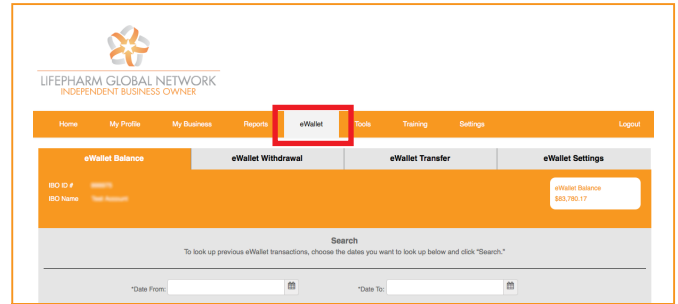 LIFEPHARM GLOBAL NETWORK
INDEPENDENT BUSINESS OWNER
Home My Profile My Business Reports eWallet Tools Training Settings Logout
eWallet Balance eWallet Withdrawal eWallet Transfer eWallet Settings
IBO ID #
IBO Name
eWallet Balance
$83,780.17
Search
To look up previous eWallet transactions, choose the dates you want to look up below and click "Search."
*Date From: *Date To: